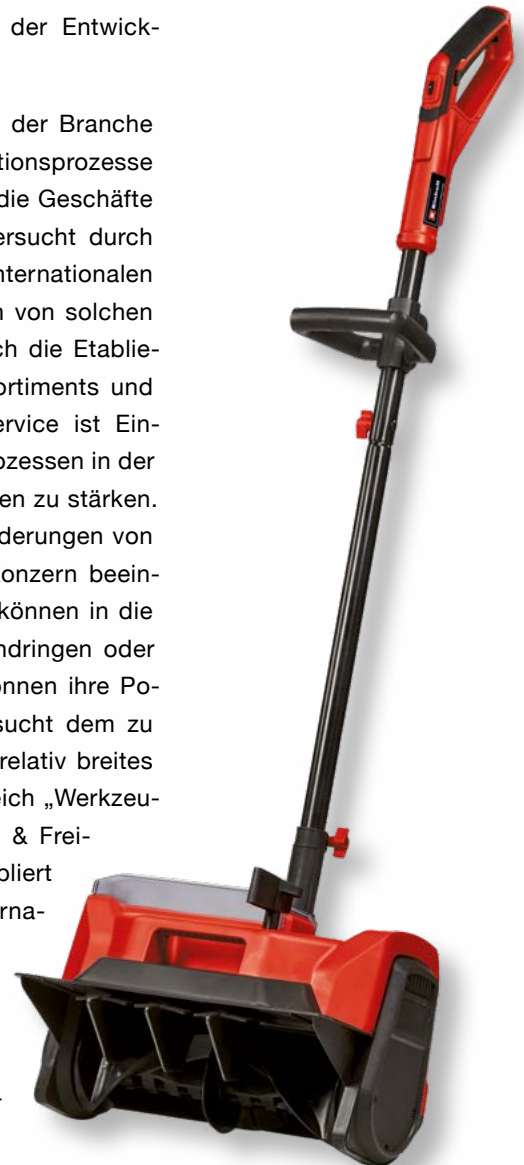 der Entwick-
der Branche
tionsprozesse
die Geschäfte
ersucht durch
nternationalen
n von solchen
ch die Etablie-
ortiments und
ervice ist Ein-
ozessen in der
en zu stärken.
derungen von
onzern beein-
können in die
ndringen oder
onnen ihre Po-
sucht dem zu
relativ breites
eich „Werkzeu-
& Frei-
bliert
erna-
Einhell